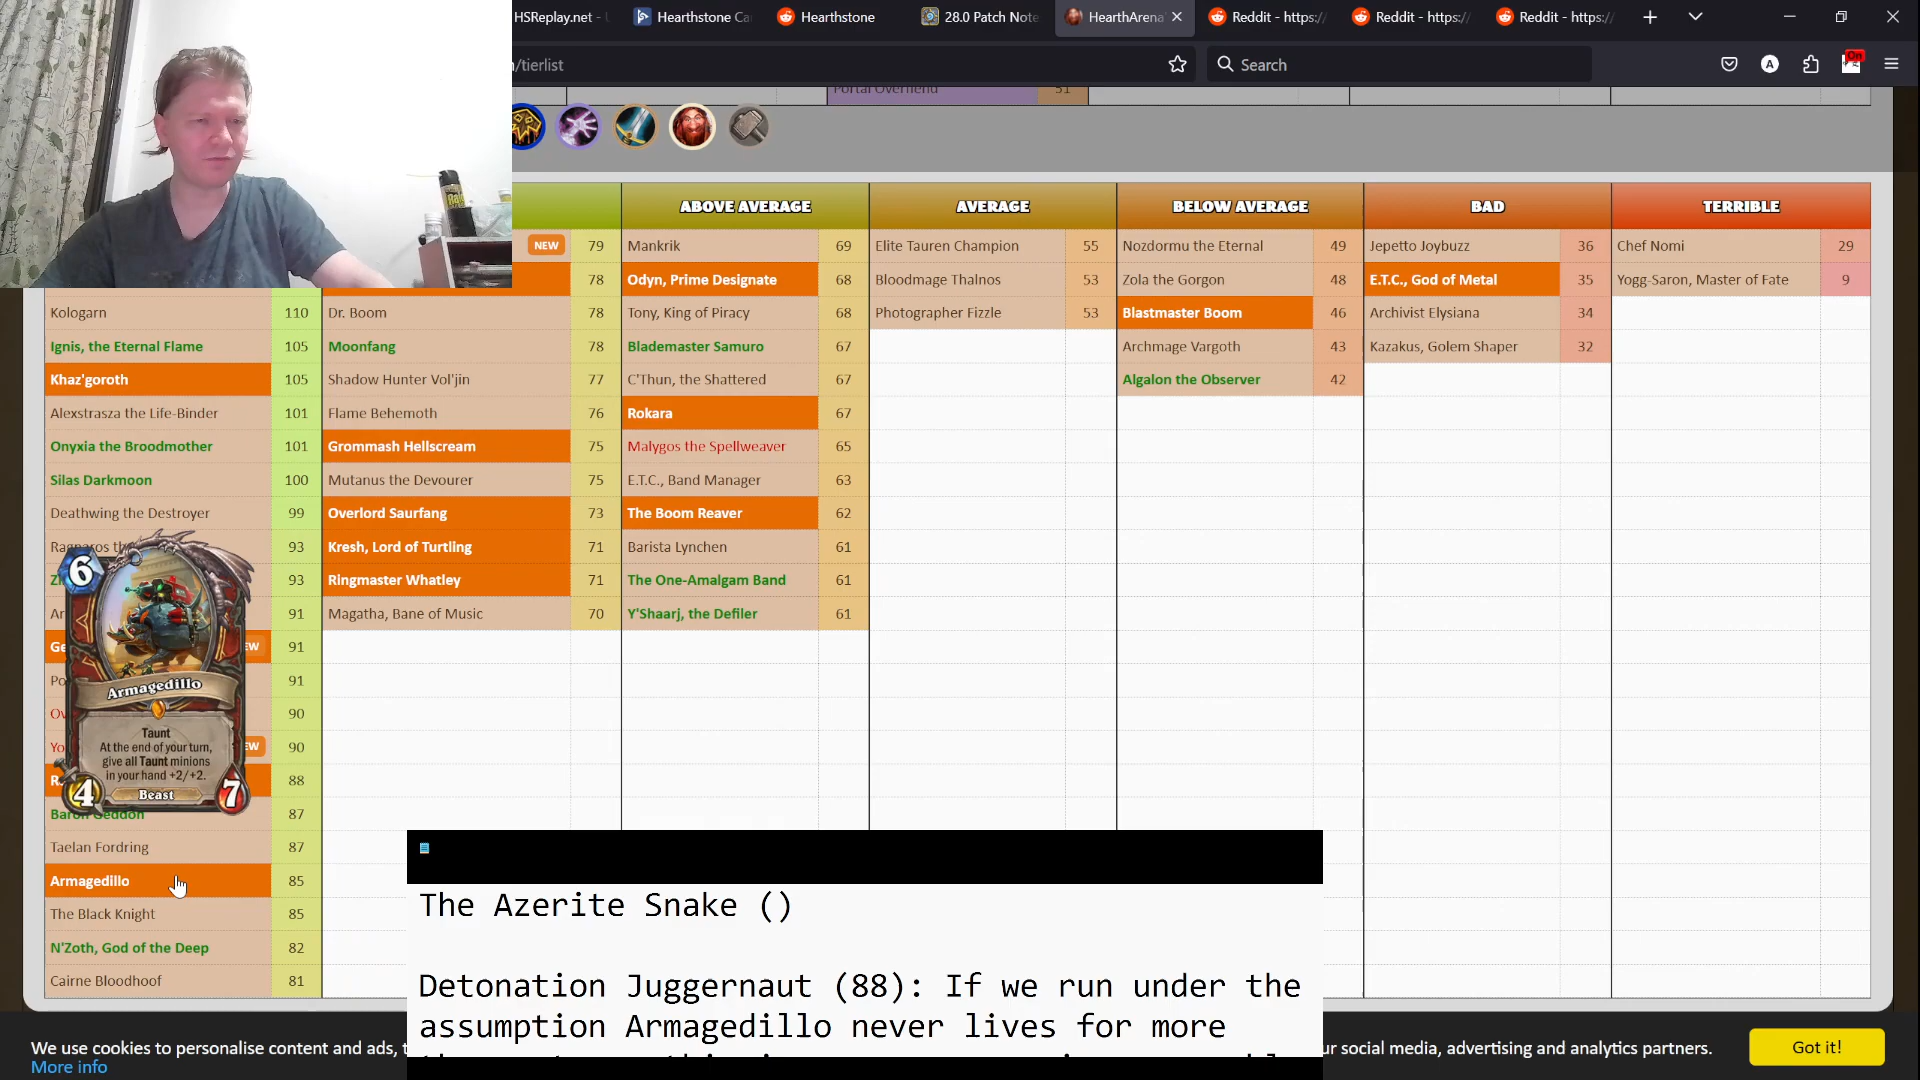 HSReplay.net -
Hearthstone Ca
Hearthstone
28.0 Patch Note
HearthArena
Reddit - https:/
Reddit - https:/
Reddit - https:/
/tierlist
Search
A
On
Portal Overfiend 51
ABOVE AVERAGE
AVERAGE
BELOW AVERAGE
BAD
TERRIBLE
NEW 79
Mankrik 69
Elite Tauren Champion 55
Nozdormu the Eternal 49
Jepetto Joybuzz 36
Chef Nomi 29
78
Odyn, Prime Designate 68
Bloodmage Thalnos 53
Zola the Gorgon 48
E.T.C., God of Metal 35
Yogg-Saron, Master of Fate 9
Kologarn 110
Dr. Boom 78
Tony, King of Piracy 68
Photographer Fizzle 53
Blastmaster Boom 46
Archivist Elysiana 34
Ignis, the Eternal Flame 105
Moonfang 78
Blademaster Samuro 67
Archmage Vargoth 43
Kazakus, Golem Shaper 32
Khaz'goroth 105
Shadow Hunter Vol'jin 77
C'Thun, the Shattered 67
Algalon the Observer 42
Alexstrasza the Life-Binder 101
Flame Behemoth 76
Rokara 67
Onyxia the Broodmother 101
Grommash Hellscream 75
Malygos the Spellweaver 65
Silas Darkmoon 100
Mutanus the Devourer 75
E.T.C., Band Manager 63
Deathwing the Destroyer 99
Overlord Saurfang 73
The Boom Reaver 62
93
Kresh, Lord of Turtling 71
Barista Lynchen 61
93
Ringmaster Whatley 71
The One-Amalgam Band 61
91
Magatha, Bane of Music 70
Y'Shaarj, the Defiler 61
91
91
90
90
88
Baron Geddon 87
Taelan Fordring 87
Armagedillo 85
The Black Knight 85
N'Zoth, God of the Deep 82
Cairne Bloodhoof 81
6
Armagedillo
Taunt
At the end of your turn,
give all Taunt minions
in your hand +2/+2.
4
Beast
7
The Azerite Snake ()
Detonation Juggernaut (88): If we run under the
assumption Armagedillo never lives for more
We use cookies to personalise content and ads,
More info
ur social media, advertising and analytics partners.
Got it!